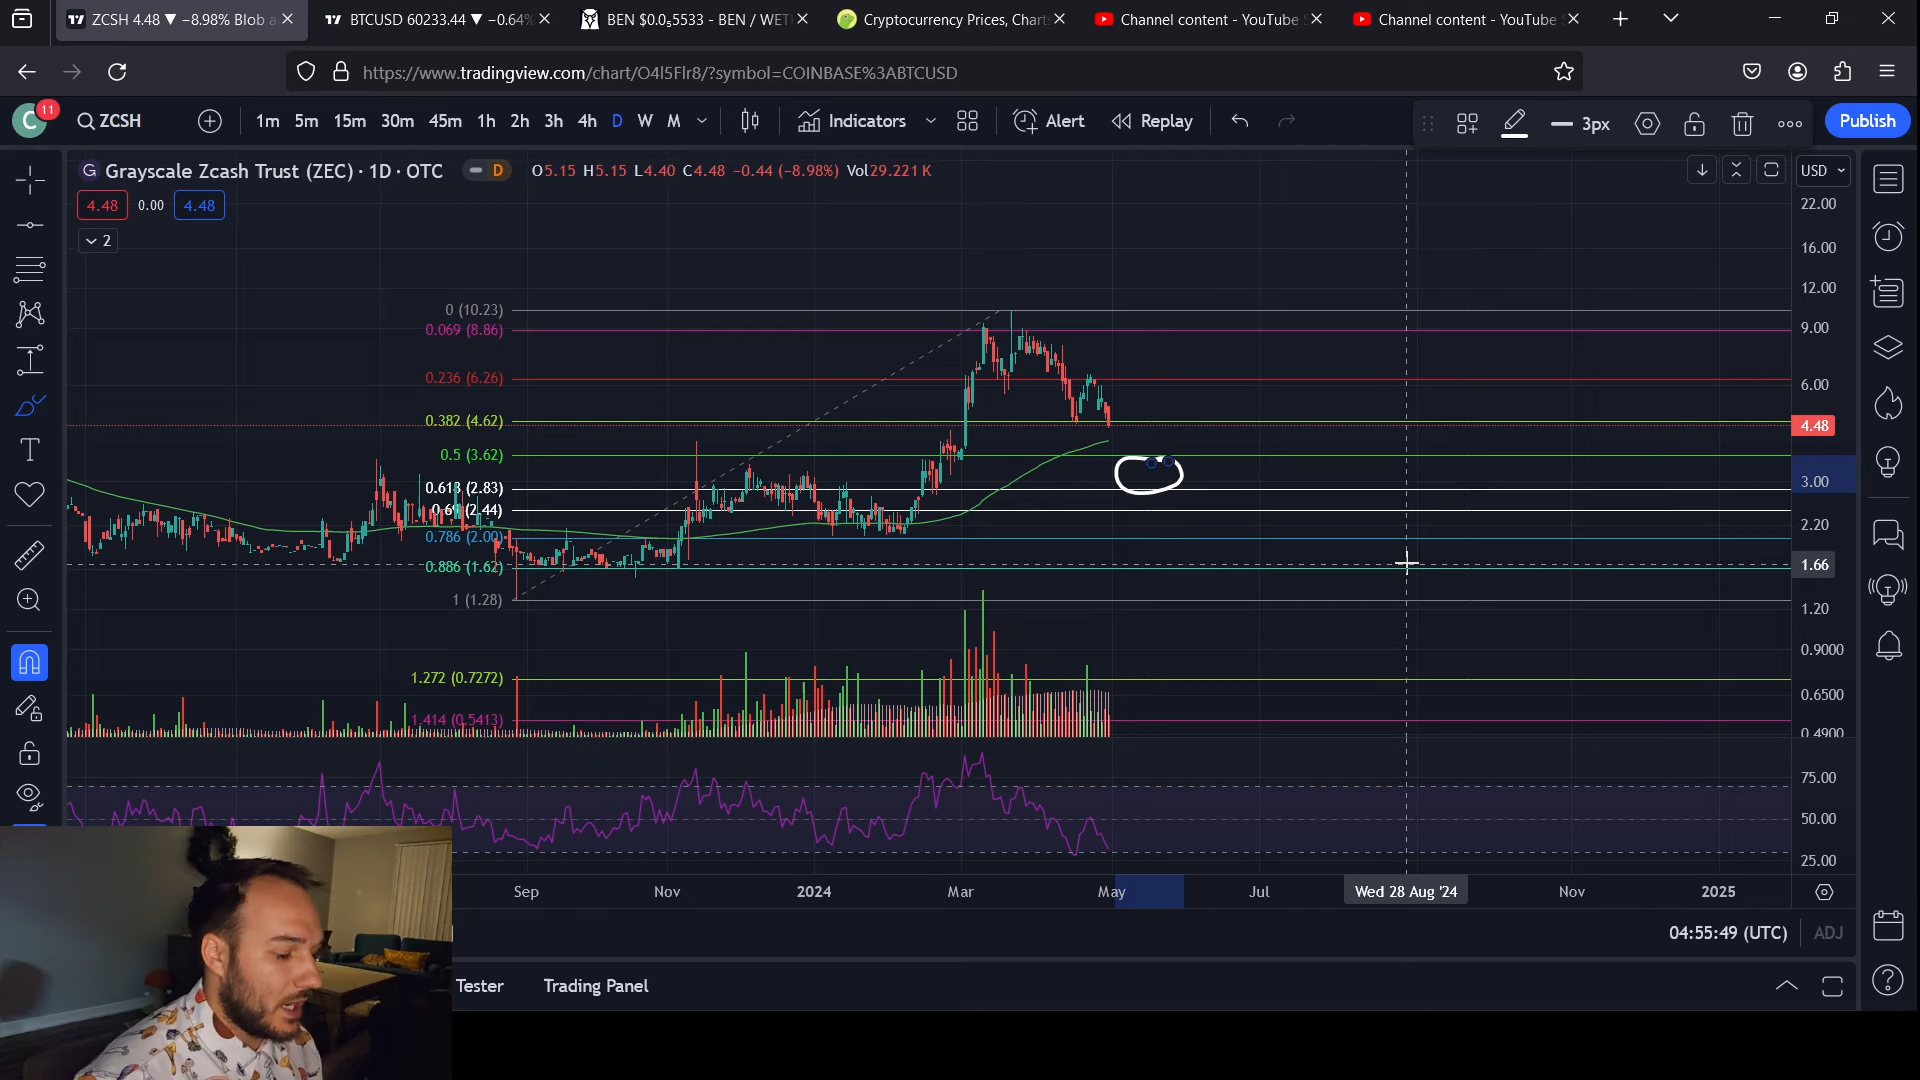 ZCSH 4.48 ▼ −8.98% Blob a
BTCUSD 60233.44 ▼ −0.64%
BEN $0.0₅5533 - BEN / WET
Cryptocurrency Prices, Chart
Channel content - YouTube S
Channel content - YouTube S
https://www.tradingview.com/chart/O4l5Flr8/?symbol=COINBASE%3ABTCUSD
C
11
ZCSH
1m 5m 15m 30m 45m 1h 2h 3h 4h D W M
Indicators
Alert
Replay
3px
Publish
G Grayscale Zcash Trust (ZEC) · 1D · OTC
D
O5.15 H5.15 L4.40 C4.48 −0.44 (−8.98%) Vol29.221 K
USD
4.48 0.00 4.48
2
22.00
16.00
12.00
9.00
6.00
4.48
3.00
2.20
1.66
1.20
0.9000
0.6500
0.4900
75.00
50.00
25.00
0 (10.23)
0.069 (8.86)
0.236 (6.26)
0.382 (4.62)
0.5 (3.62)
0.618 (2.83)
(2.44)
0.786 (2.00)
0.886 (1.62)
1 (1.28)
1.272 (0.7272)
1.414 (0.5413)
Sep Nov 2024 Mar May Jul Wed 28 Aug '24 Nov 2025
04:55:49 (UTC) ADJ
Tester Trading Panel